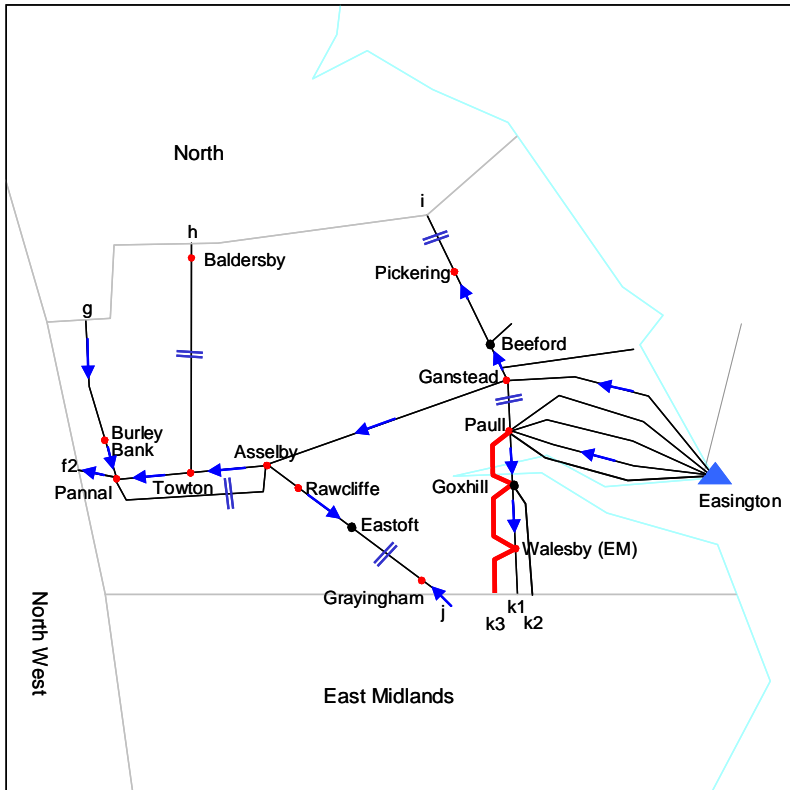 North
i
h
Baldersby
Pickering
g
Beeford
Ganstead
Burley
Bank
Paull
Asselby
f2
Pannal
Towton
Rawcliffe
Goxhill
Easington
Eastoft
Walesby (EM)
Grayingham
j
k1
k3
k2
North West
East Midlands